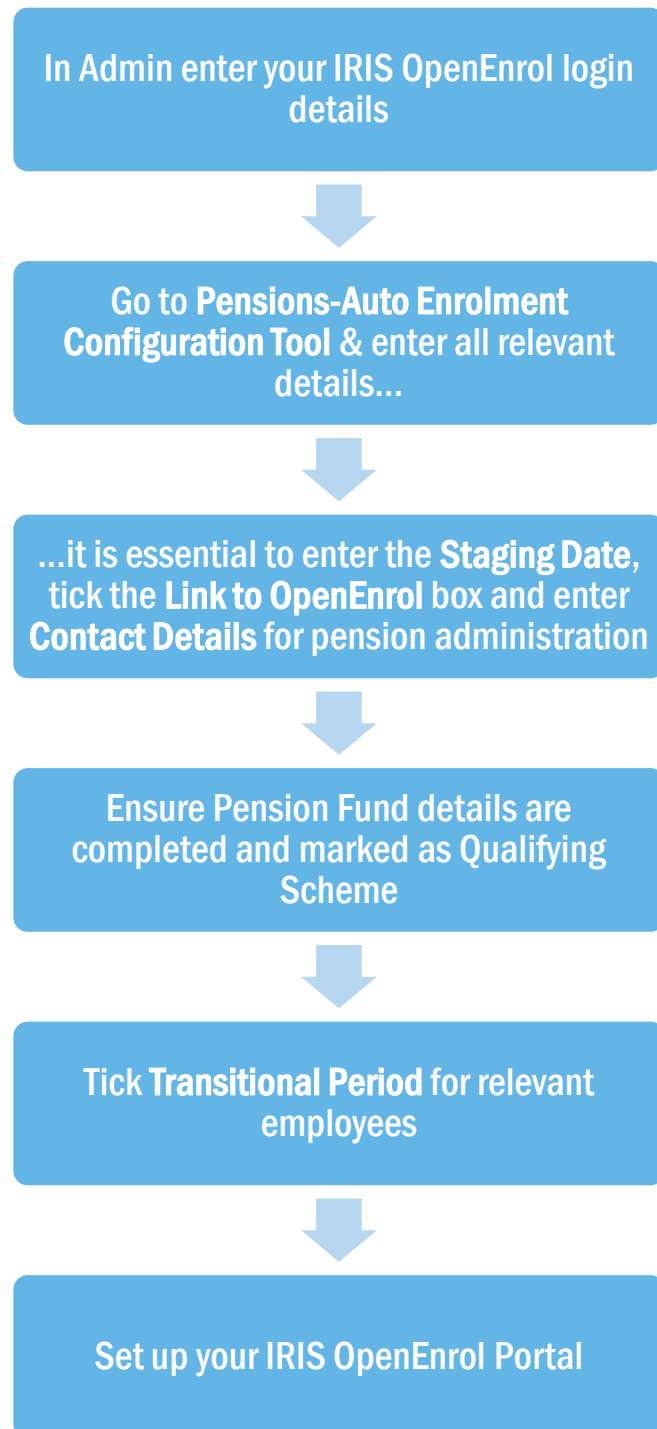 In Admin enter your IRIS OpenEnrol login
details
Go to Pensions-Auto Enrolment
Configuration Tool & enter all relevant
details...
...it is essential to enter the Staging Date,
tick the Link to OpenEnrol box and enter
Contact Details for pension administration
Ensure Pension Fund details are
completed and marked as Qualifying
Scheme
Tick Transitional Period for relevant
employees
Set up your IRIS OpenEnrol Portal